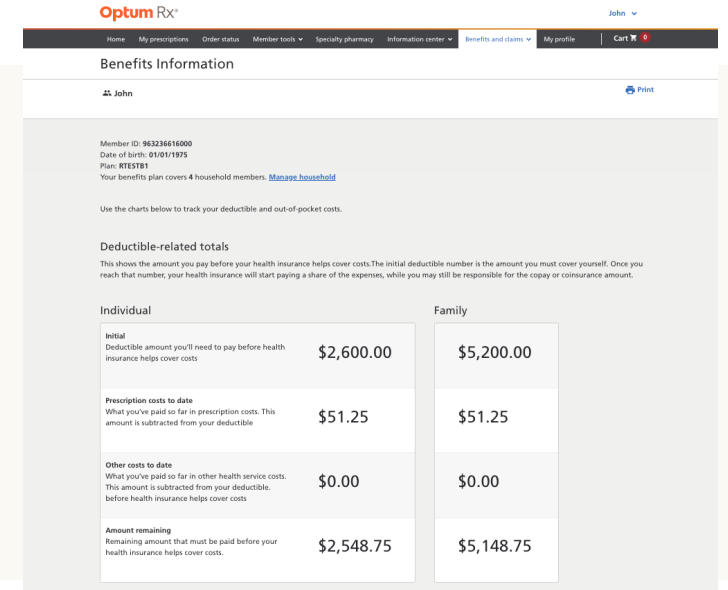 Optum Rx®
John
Home My prescriptions Order status Member tools Specialty pharmacy Information center Benefits and claims My profile Cart 0
Benefits Information
John
Print
Member ID: 963236616000
Date of birth: 01/01/1975
Plan: RTESTB1
Your benefits plan covers 4 household members. Manage household
Use the charts below to track your deductible and out-of-pocket costs.
Deductible-related totals
This shows the amount you pay before your health insurance helps cover costs.The initial deductible number is the amount you must cover yourself. Once you
reach that number, your health insurance will start paying a share of the expenses, while you may still be responsible for the copay or coinsurance amount.
Individual
Family
Initial
Deductible amount you'll need to pay before health
insurance helps cover costs
$2,600.00
$5,200.00
Prescription costs to date
What you've paid so far in prescription costs. This
amount is subtracted from your deductible
$51.25
$51.25
Other costs to date
What you've paid so far in other health service costs.
This amount is subtracted from your deductible.
before health insurance helps cover costs
$0.00
$0.00
Amount remaining
Remaining amount that must be paid before your
health insurance helps cover costs.
$2,548.75
$5,148.75